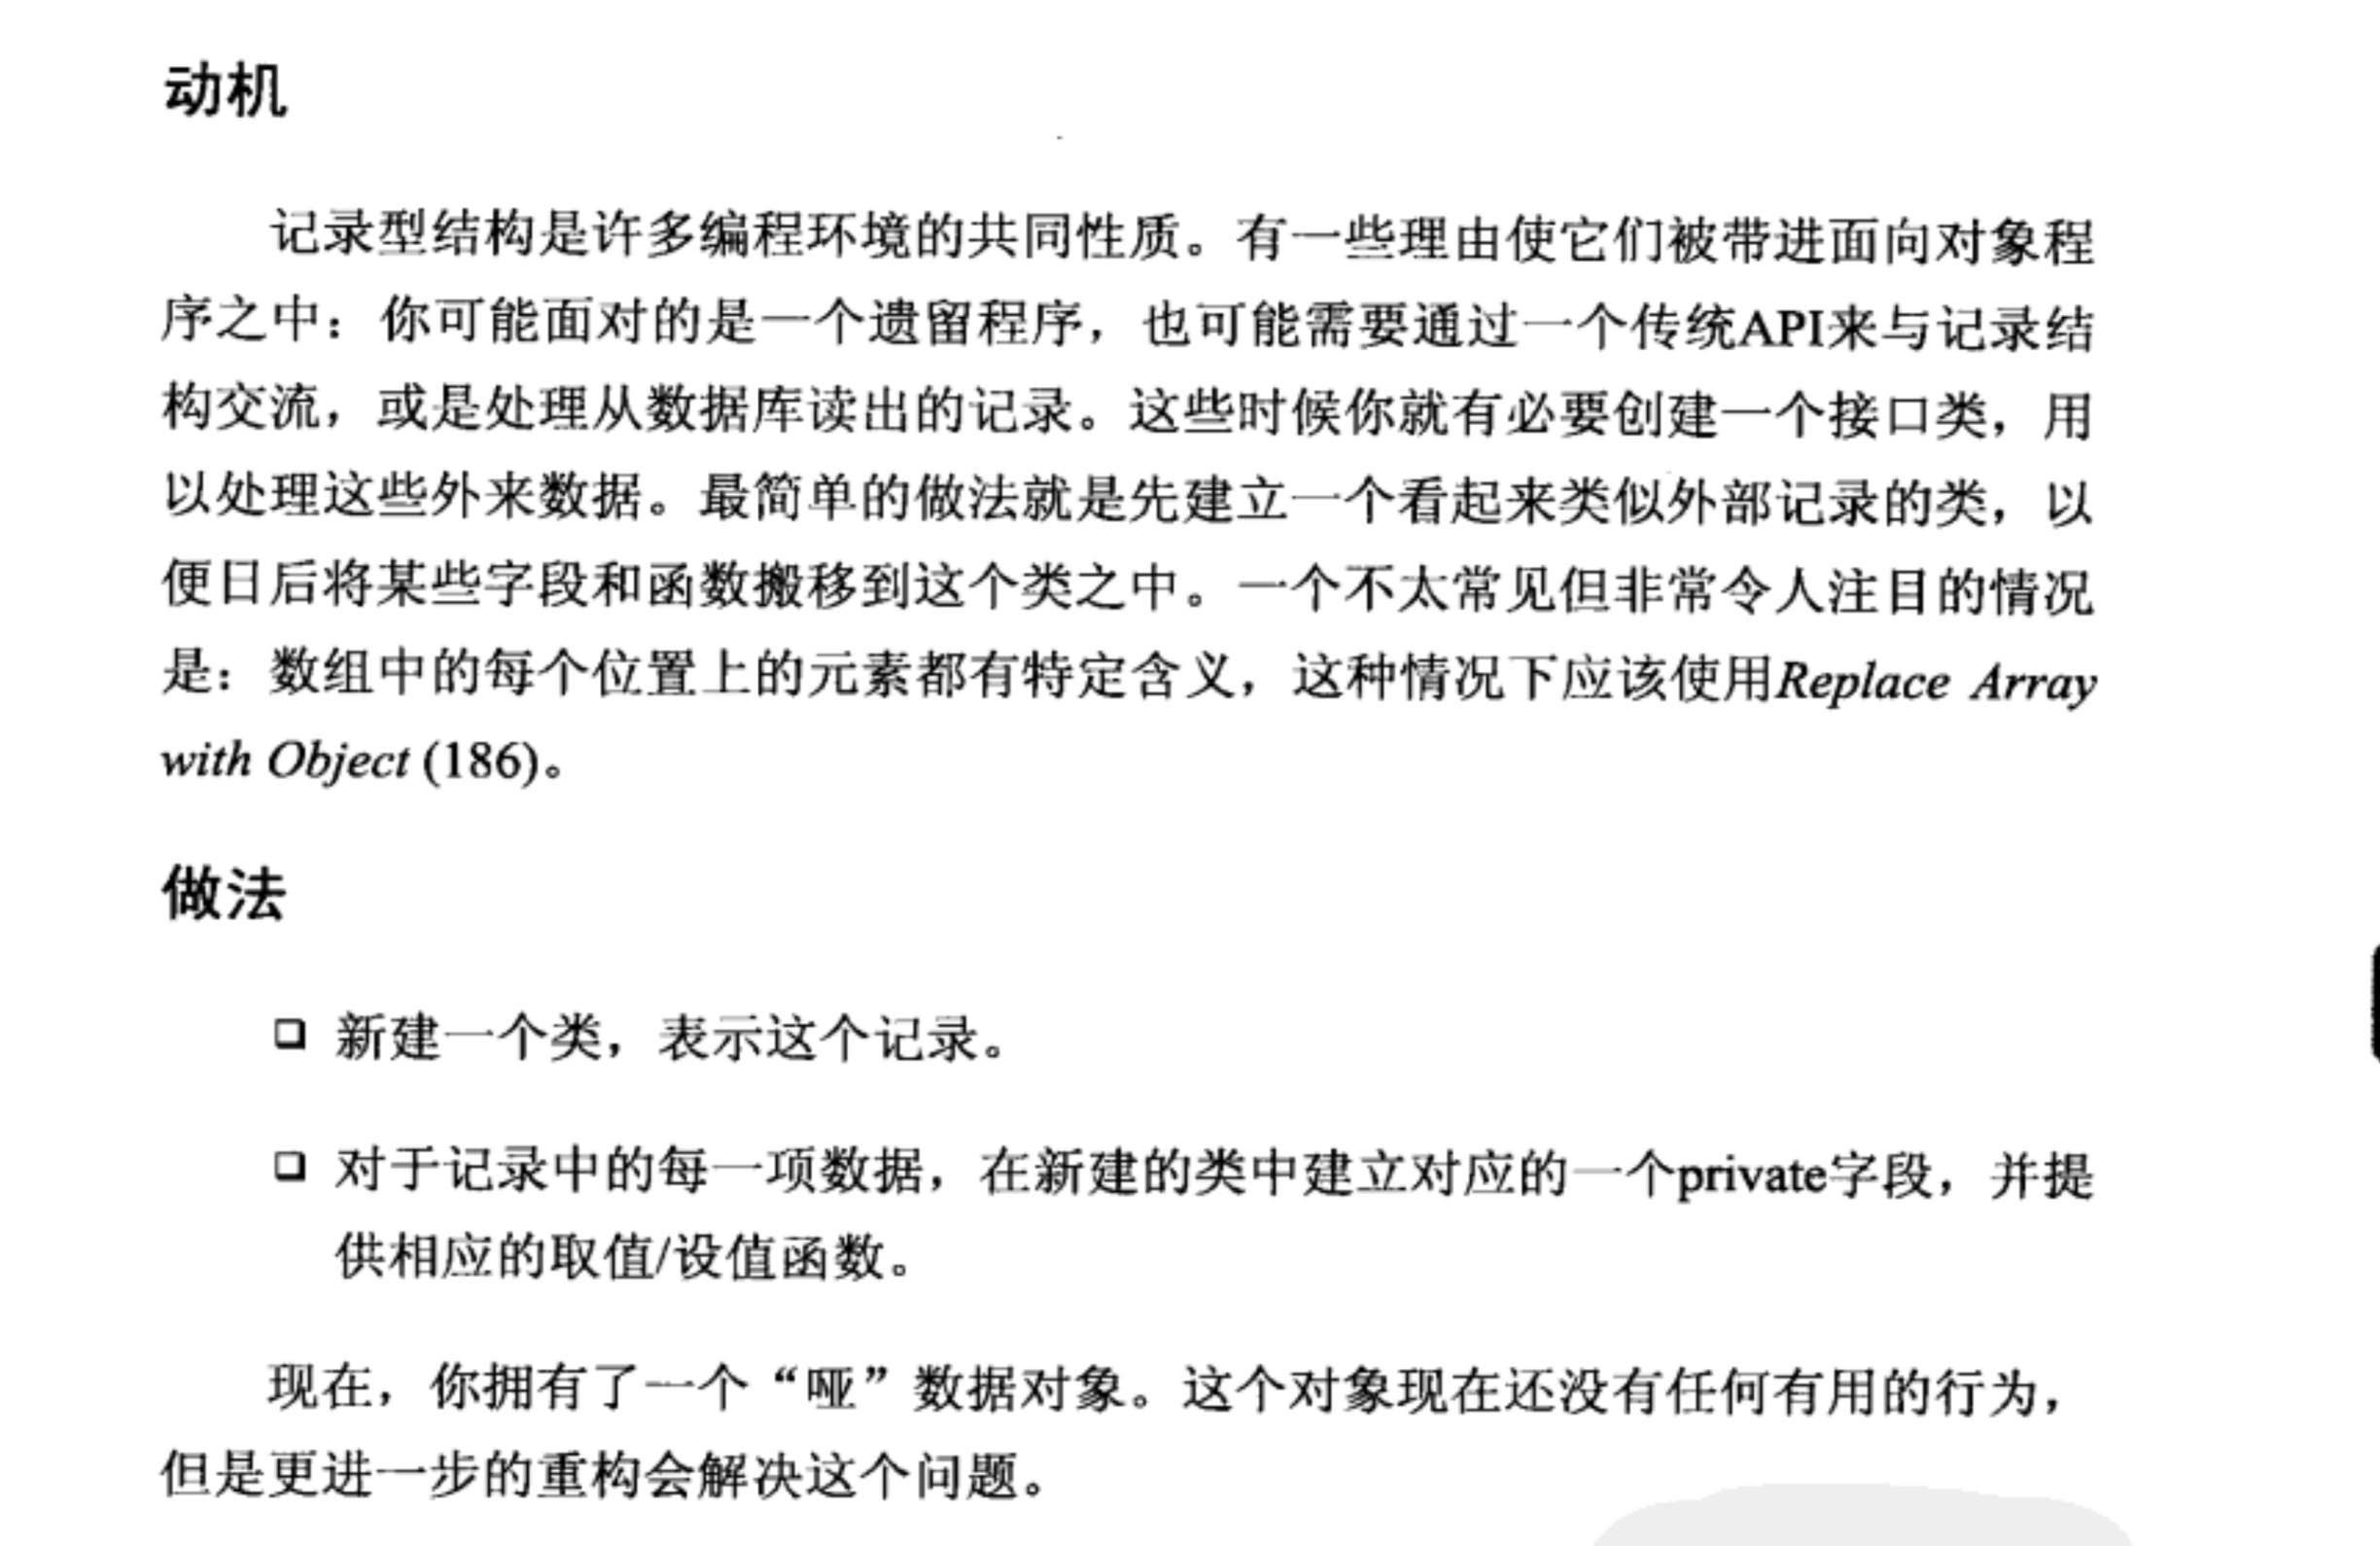 动机
记录型结构是许多编程环境的共同性质。有一些理由使它们被带进面向对象程
序之中：你可能面对的是一个遗留程序，也可能需要通过一个传统API来与记录结
构交流，或是处理从数据库读出的记录。这些时候你就有必要创建一个接口类，用
以处理这些外来数据。最简单的做法就是先建立一个看起来类似外部记录的类，以
便日后将某些字段和函数搬移到这个类之中。一个不太常见但非常令人注目的情况
是：数组中的每个位置上的元素都有特定含义，这种情况下应该使用Replace Array
with Object (186)。
做法
❑ 新建一个类，表示这个记录。
❑ 对于记录中的每一项数据，在新建的类中建立对应的一个private字段，并提
供相应的取值/设值函数。
现在，你拥有了一个“哑”数据对象。这个对象现在还没有任何有用的行为，
但是更进一步的重构会解决这个问题。